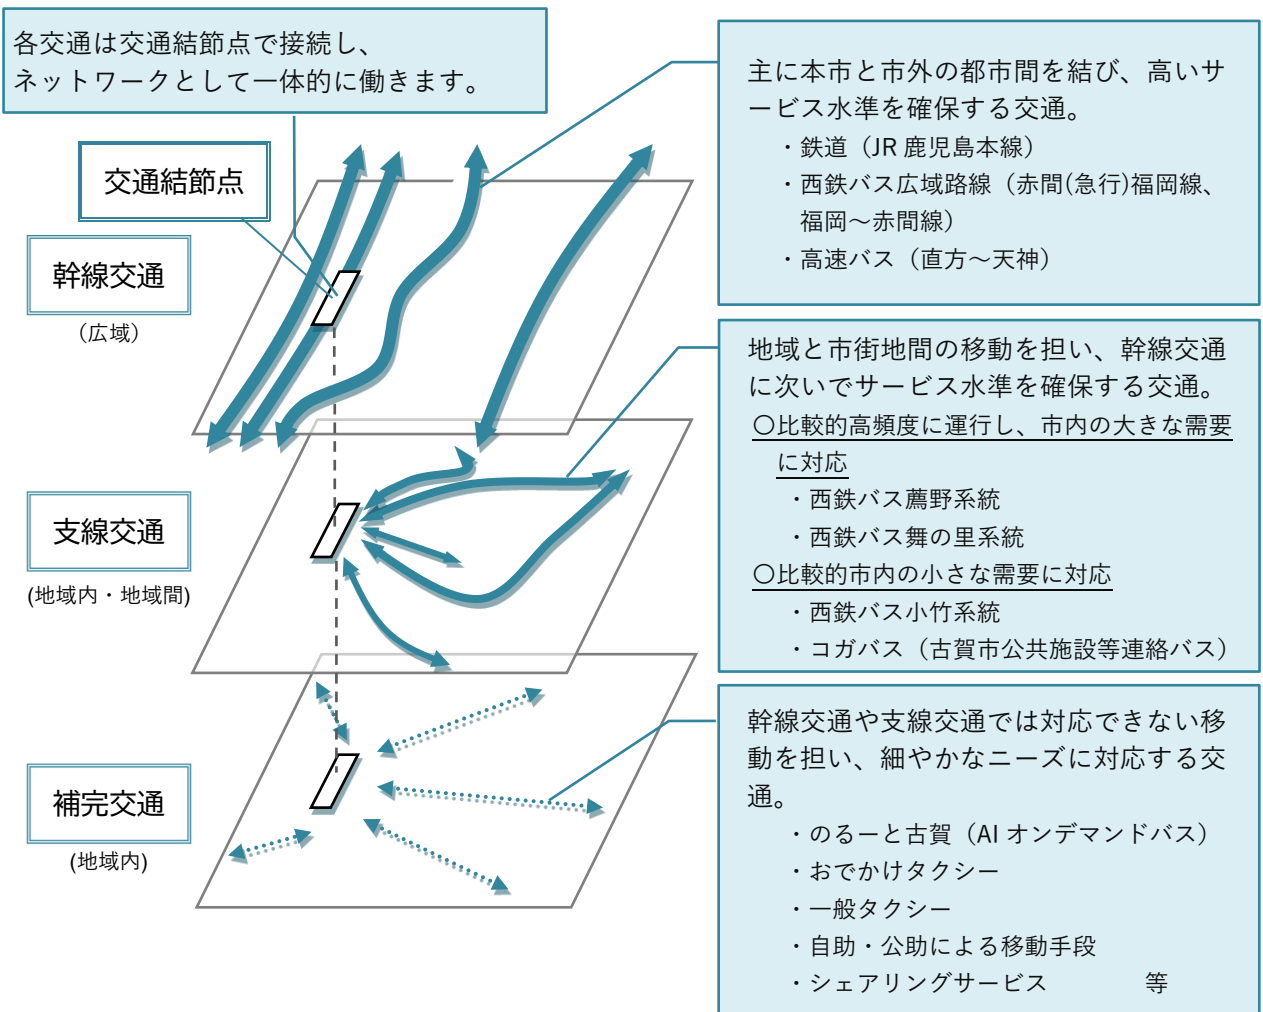 各交通は交通結節点で接続し、
ネットワークとして一体的に働きます。
交通結節点
幹線交通
（広域）
主に本市と市外の都市間を結び、高いサ
ービス水準を確保する交通。
・鉄道（JR 鹿児島本線）
・西鉄バス広域路線（赤間(急行)福岡線、
福岡～赤間線）
・高速バス（直方～天神）
支線交通
(地域内・地域間)
地域と市街地間の移動を担い、幹線交通
に次いでサービス水準を確保する交通。
〇比較的高頻度に運行し、市内の大きな需要
に対応
・西鉄バス薦野系統
・西鉄バス舞の里系統
〇比較的市内の小さな需要に対応
・西鉄バス小竹系統
・コガバス（古賀市公共施設等連絡バス）
補完交通
(地域内)
幹線交通や支線交通では対応できない移
動を担い、細やかなニーズに対応する交
通。
・のるーと古賀（AI オンデマンドバス）
・おでかけタクシー
・一般タクシー
・自助・公助による移動手段
・シェアリングサービス　　　　等